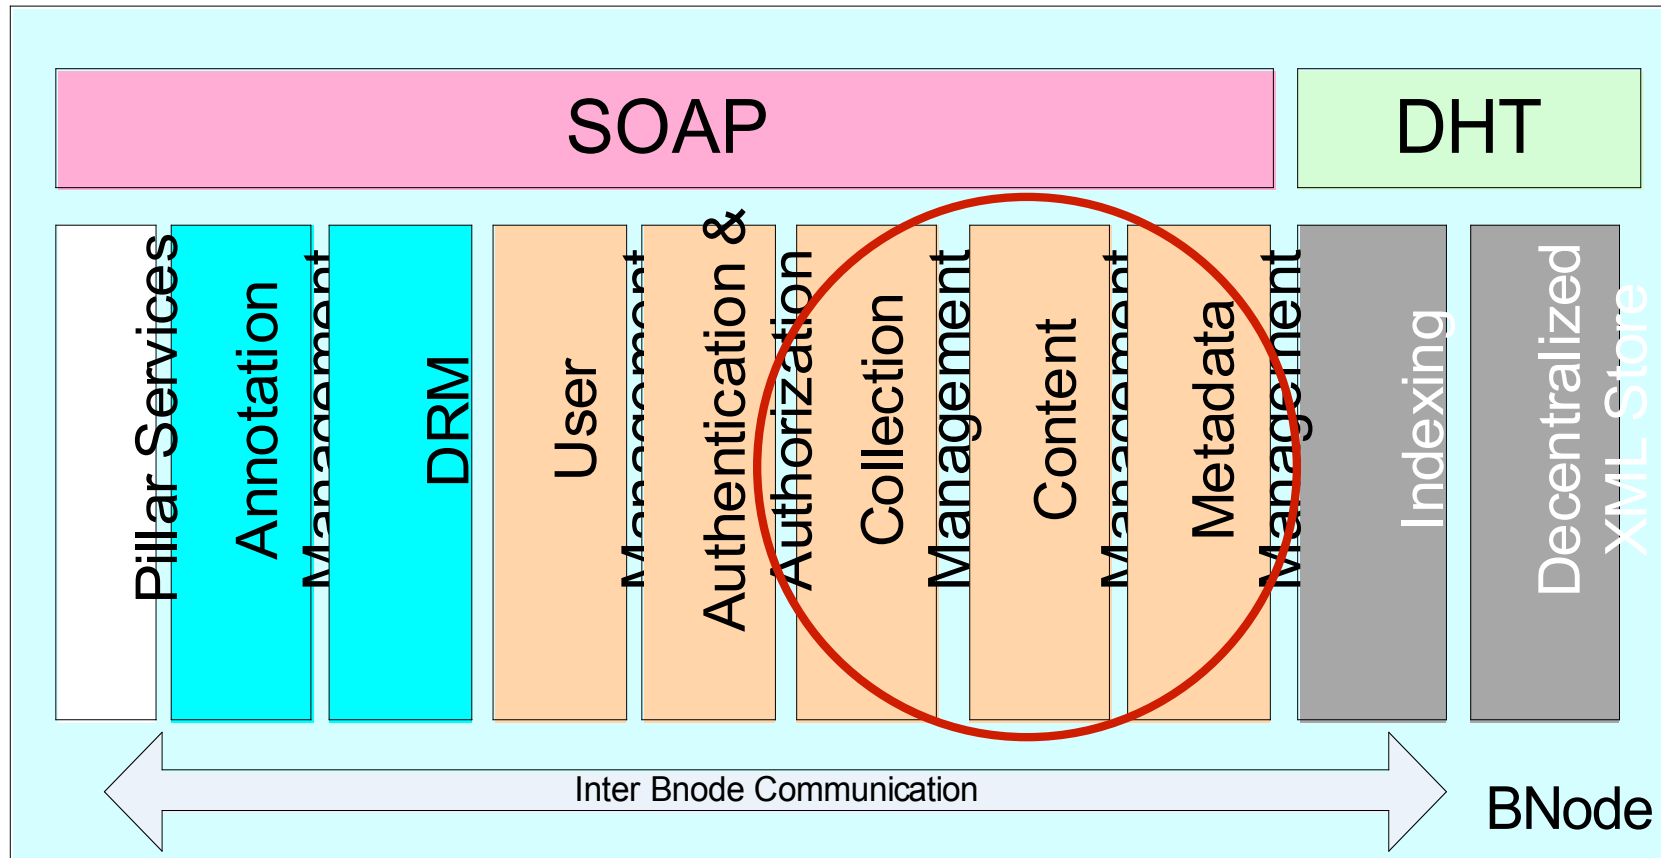 SOAP
DHT
Pillar Services
Annotation
Management
DRM
User
Management
Authentication &
Authorization
Collection
Management
Content
Management
Metadata
Management
Indexing
Decentralized
XML Store
Inter Bnode Communication
BNode